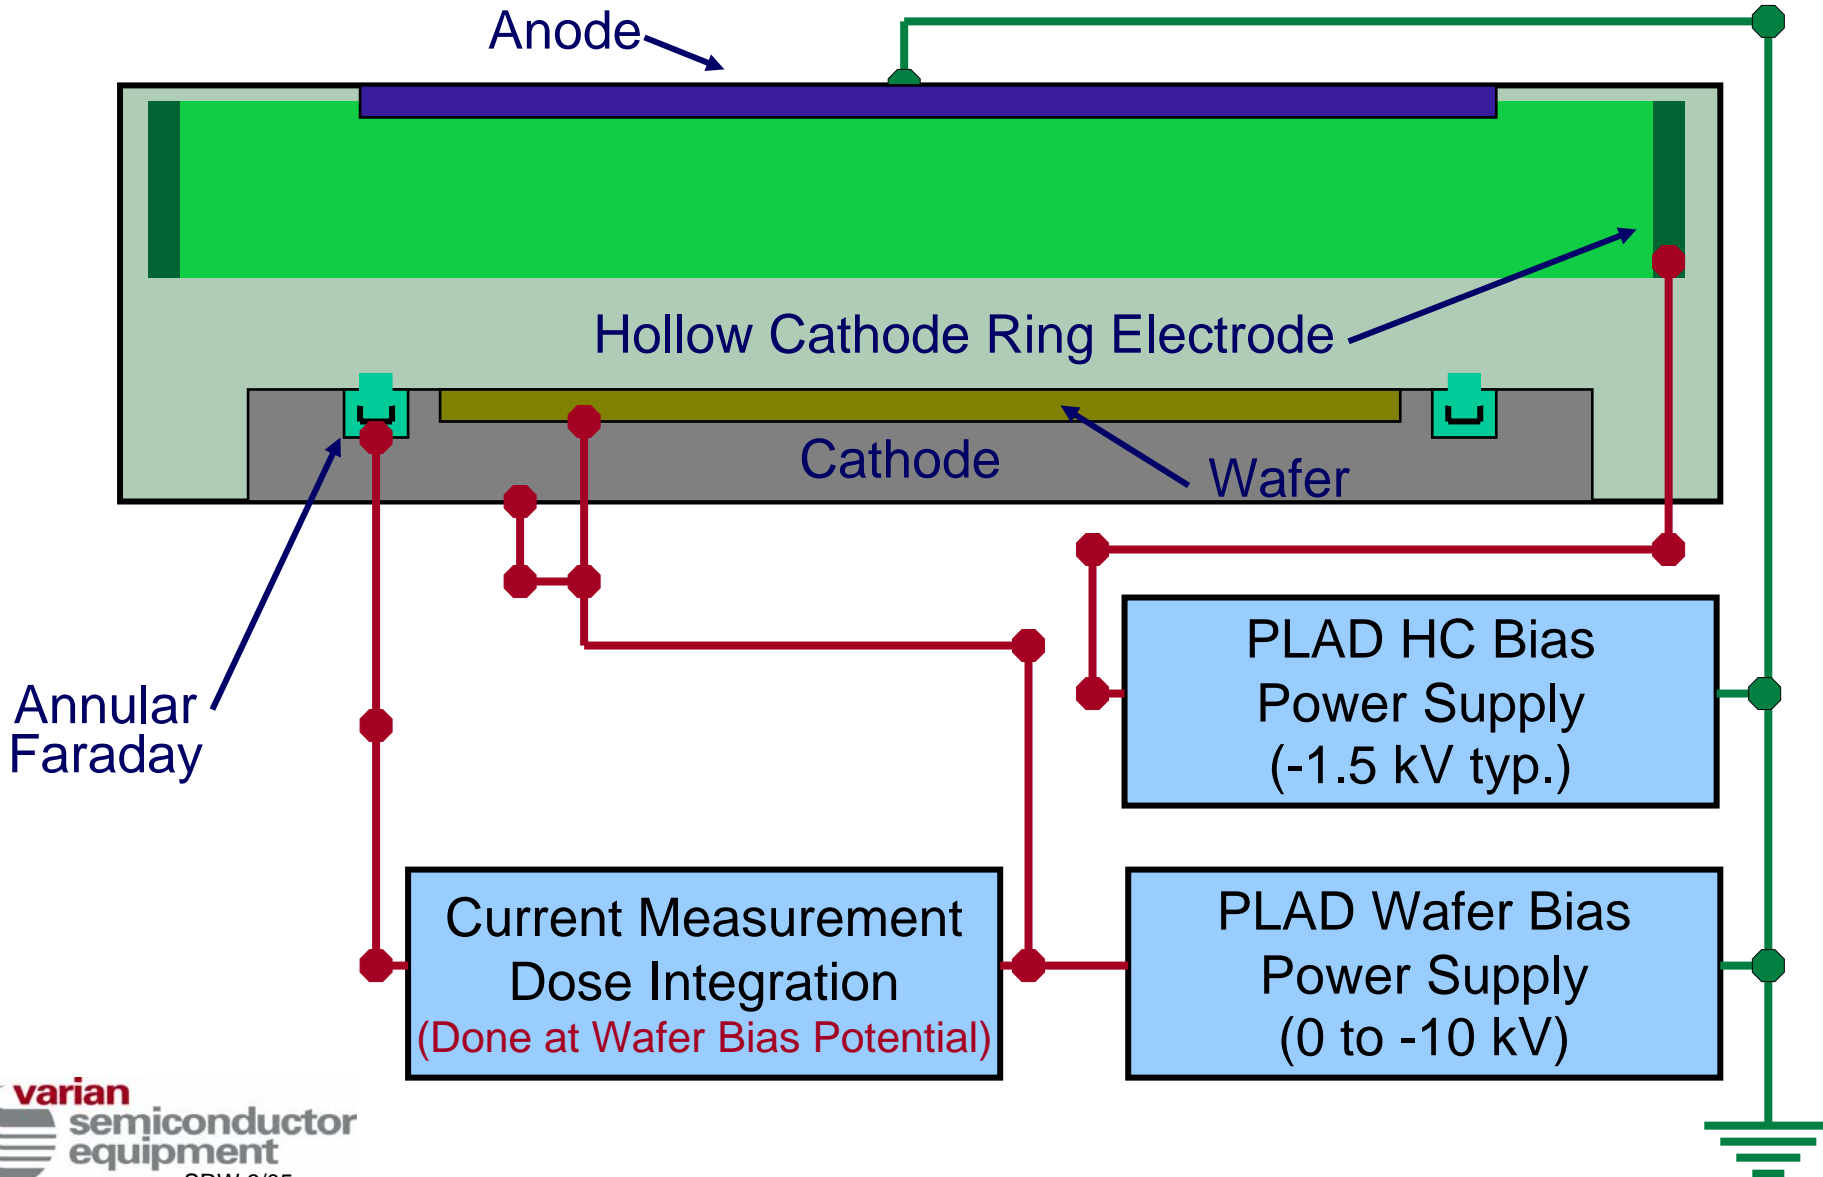 Anode
Hollow Cathode Ring Electrode
Cathode
Wafer
Annular
Faraday
PLAD HC Bias
Power Supply
(-1.5 kV typ.)
Current Measurement
Dose Integration
(Done at Wafer Bias Potential)
PLAD Wafer Bias
Power Supply
(0 to -10 kV)
varian
semiconductor
equipment